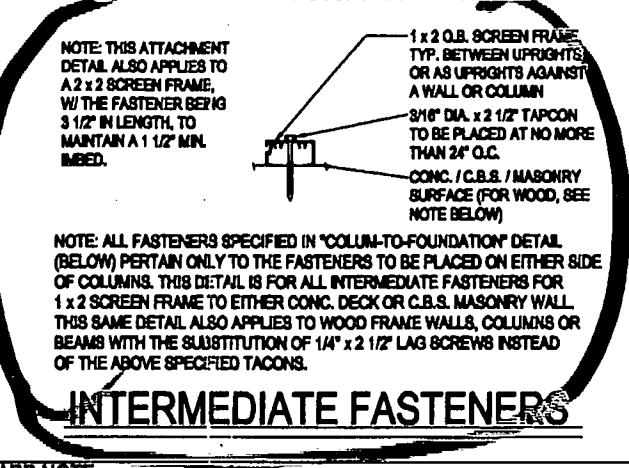 NOTE: THIS ATTACHMENT
DETAIL ALSO APPLIES TO
A 2 x 2 SCREEN FRAME,
W/ THE FASTENER BEING
3 1/2" IN LENGTH, TO
MAINTAIN A 1 1/2" MIN.
IMBED.
1 x 2 O.B. SCREEN FRAME
TYP. BETWEEN UPRIGHTS,
OR AS UPRIGHTS AGAINST
A WALL OR COLUMN
3/16" DIA. x 2 1/2" TAPCON
TO BE PLACED AT NO MORE
THAN 24" O.C.
CONC. / C.B.S. / MASONRY
SURFACE (FOR WOOD, SEE
NOTE BELOW)
NOTE: ALL FASTENERS SPECIFIED IN "COLUM-TO-FOUNDATION" DETAIL
(BELOW) PERTAIN ONLY TO THE FASTENERS TO BE PLACED ON EITHER SIDE
OF COLUMNS. THIS DETAIL IS FOR ALL INTERMEDIATE FASTENERS FOR
1 x 2 SCREEN FRAME TO EITHER CONC. DECK OR C.B.S. MASONRY WALL
THIS SAME DETAIL ALSO APPLIES TO WOOD FRAME WALLS, COLUMNS OR
BEAMS WITH THE SUBSTITUTION OF 1/4" x 2 1/2" LAG SCREWS INSTEAD
OF THE ABOVE SPECIFIED TACONS.
INTERMEDIATE FASTENERS